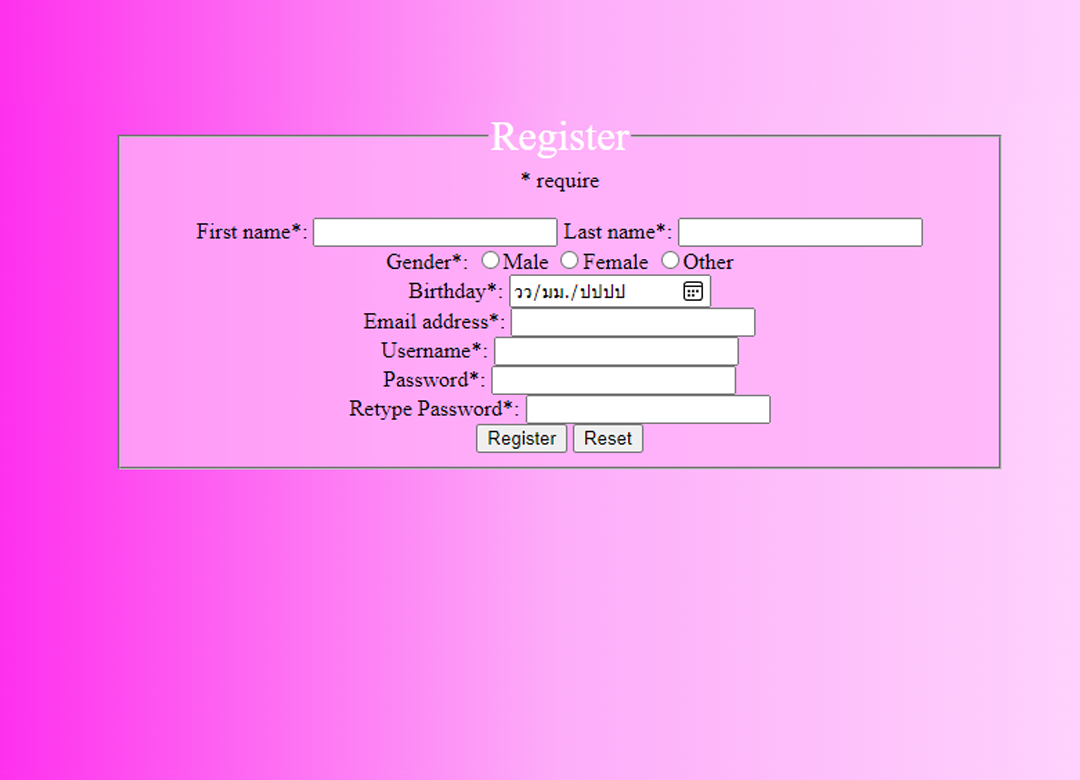 Register
* require
First name*: Last name*:
Gender*: Male Female Other
Birthday*: วว/มม./ปปปป
Email address*:
Username*:
Password*:
Retype Password*:
Register Reset